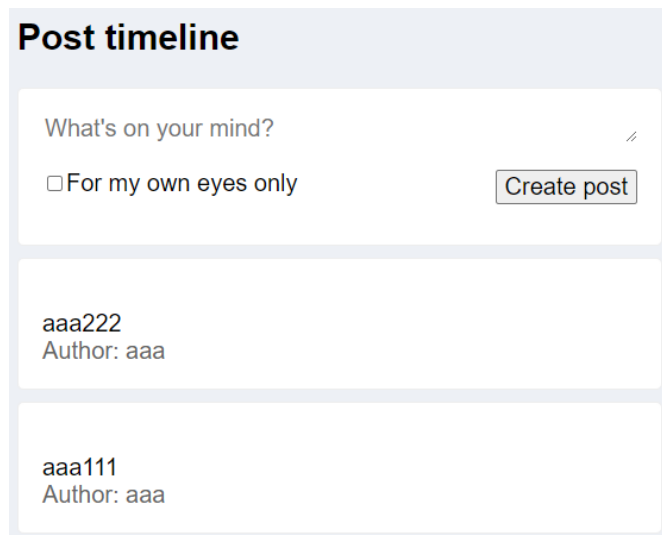 Post timeline
What's on your mind?
For my own eyes only
Create post
aaa222
Author: aaa
aaa111
Author: aaa